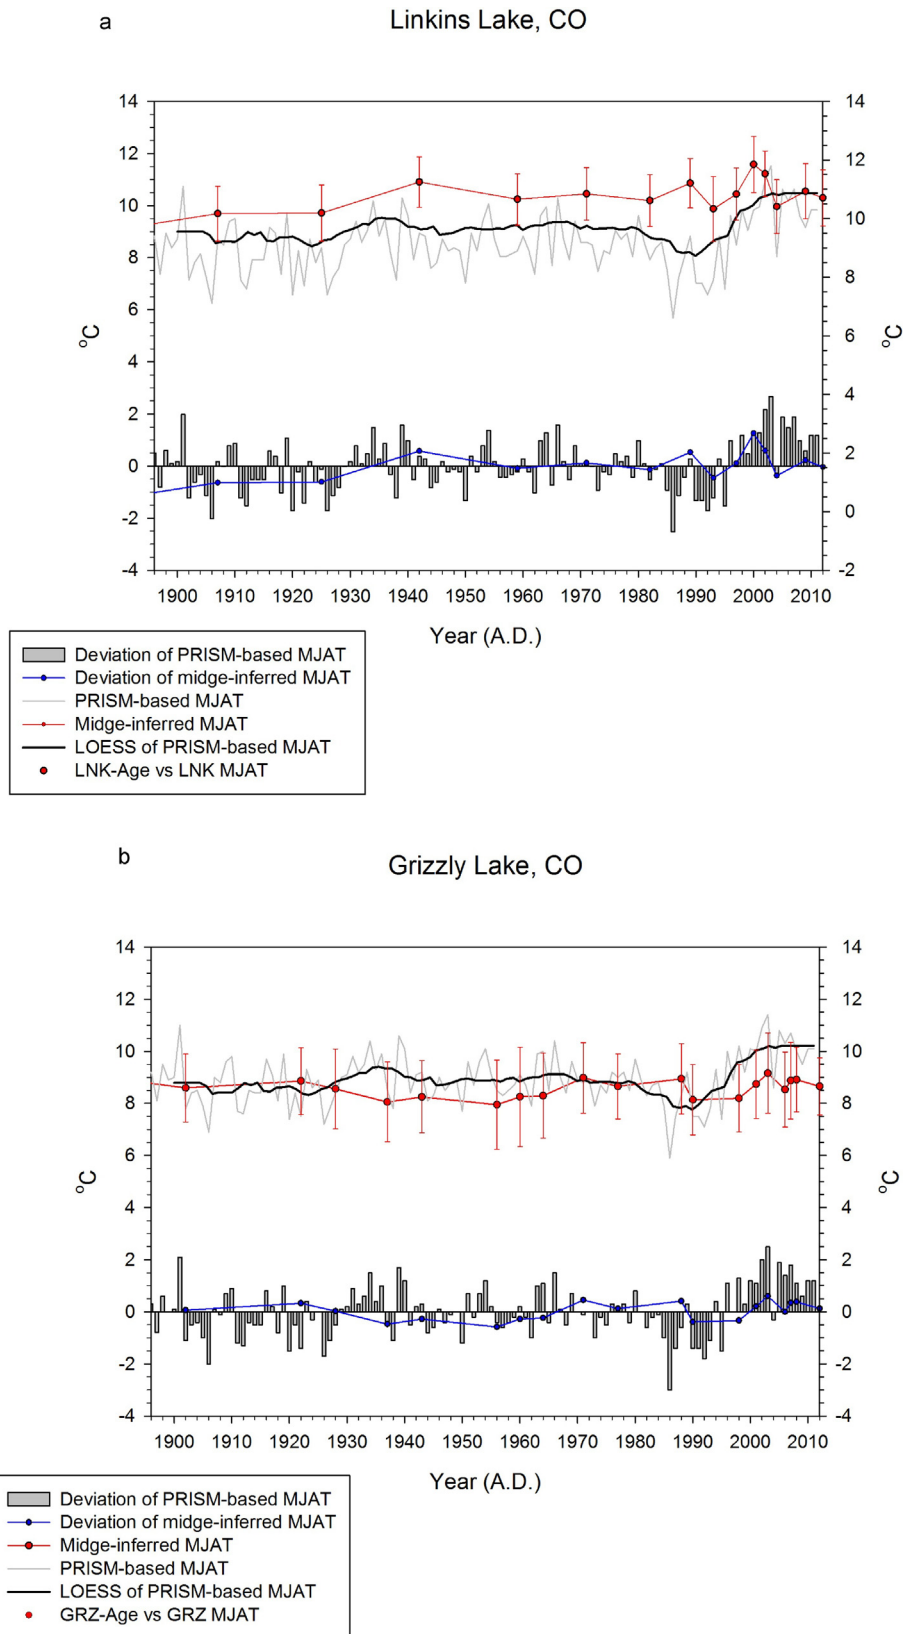 a
Linkins Lake, CO
14
12
10
8
6
4
2
0
-2
-4
14
12
10
8
6
4
2
0
-2
°C
°C
1900 1910 1920 1930 1940 1950 1960 1970 1980 1990 2000 2010
Year (A.D.)
Deviation of PRISM-based MJAT
Deviation of midge-inferred MJAT
PRISM-based MJAT
Midge-inferred MJAT
LOESS of PRISM-based MJAT
LNK-Age vs LNK MJAT
b
Grizzly Lake, CO
14
12
10
8
6
4
2
0
-2
-4
14
12
10
8
6
4
2
0
-2
-4
°C
°C
1900 1910 1920 1930 1940 1950 1960 1970 1980 1990 2000 2010
Year (A.D.)
Deviation of PRISM-based MJAT
Deviation of midge-inferred MJAT
Midge-inferred MJAT
PRISM-based MJAT
LOESS of PRISM-based MJAT
GRZ-Age vs GRZ MJAT